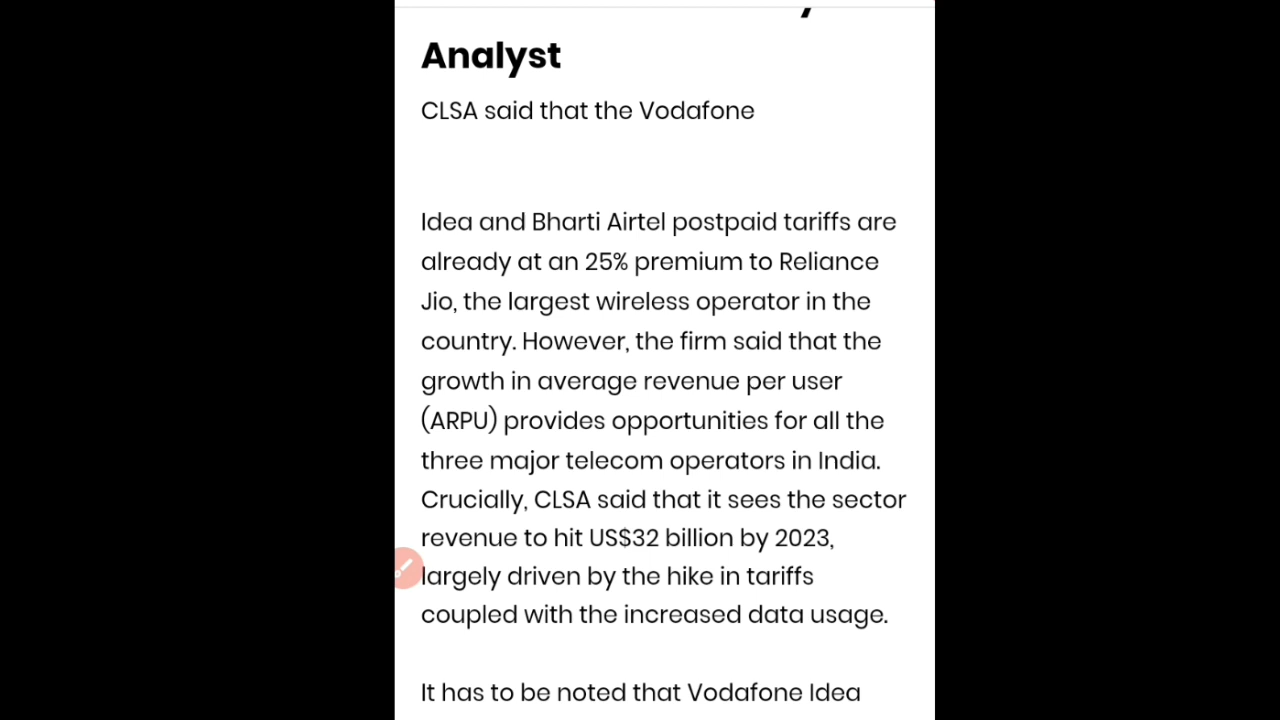 Analyst
CLSA said that the Vodafone
Idea and Bharti Airtel postpaid tariffs are
already at an 25% premium to Reliance
Jio, the largest wireless operator in the
country. However, the firm said that the
growth in average revenue per user
(ARPU) provides opportunities for all the
three major telecom operators in India.
Crucially, CLSA said that it sees the sector
revenue to hit US$32 billion by 2023,
largely driven by the hike in tariffs
coupled with the increased data usage.
It has to be noted that Vodafone Idea